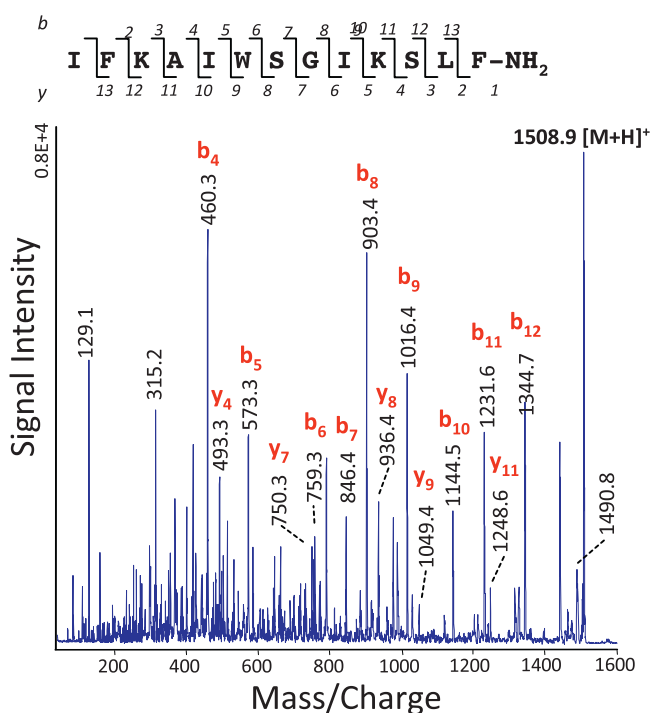 b 2 3 4 5 6 7 8 9 10 11 12 13
I F K A I W S G I K S L F-NH₂
y 13 12 11 10 9 8 7 6 5 4 3 2 1
0.8E+4
1508.9 [M+H]⁺
b₄
460.3
b₈
903.4
b₉
1016.4
129.1
315.2
y₄
493.3
b₅
573.3
y₇
750.3
b₆
759.3
b₇
846.4
y₈
936.4
y₉
1049.4
b₁₀
1144.5
b₁₁
1231.6
y₁₁
1248.6
b₁₂
1344.7
1490.8
Signal Intensity
200 400 600 800 1000 1200 1400 1600
Mass/Charge